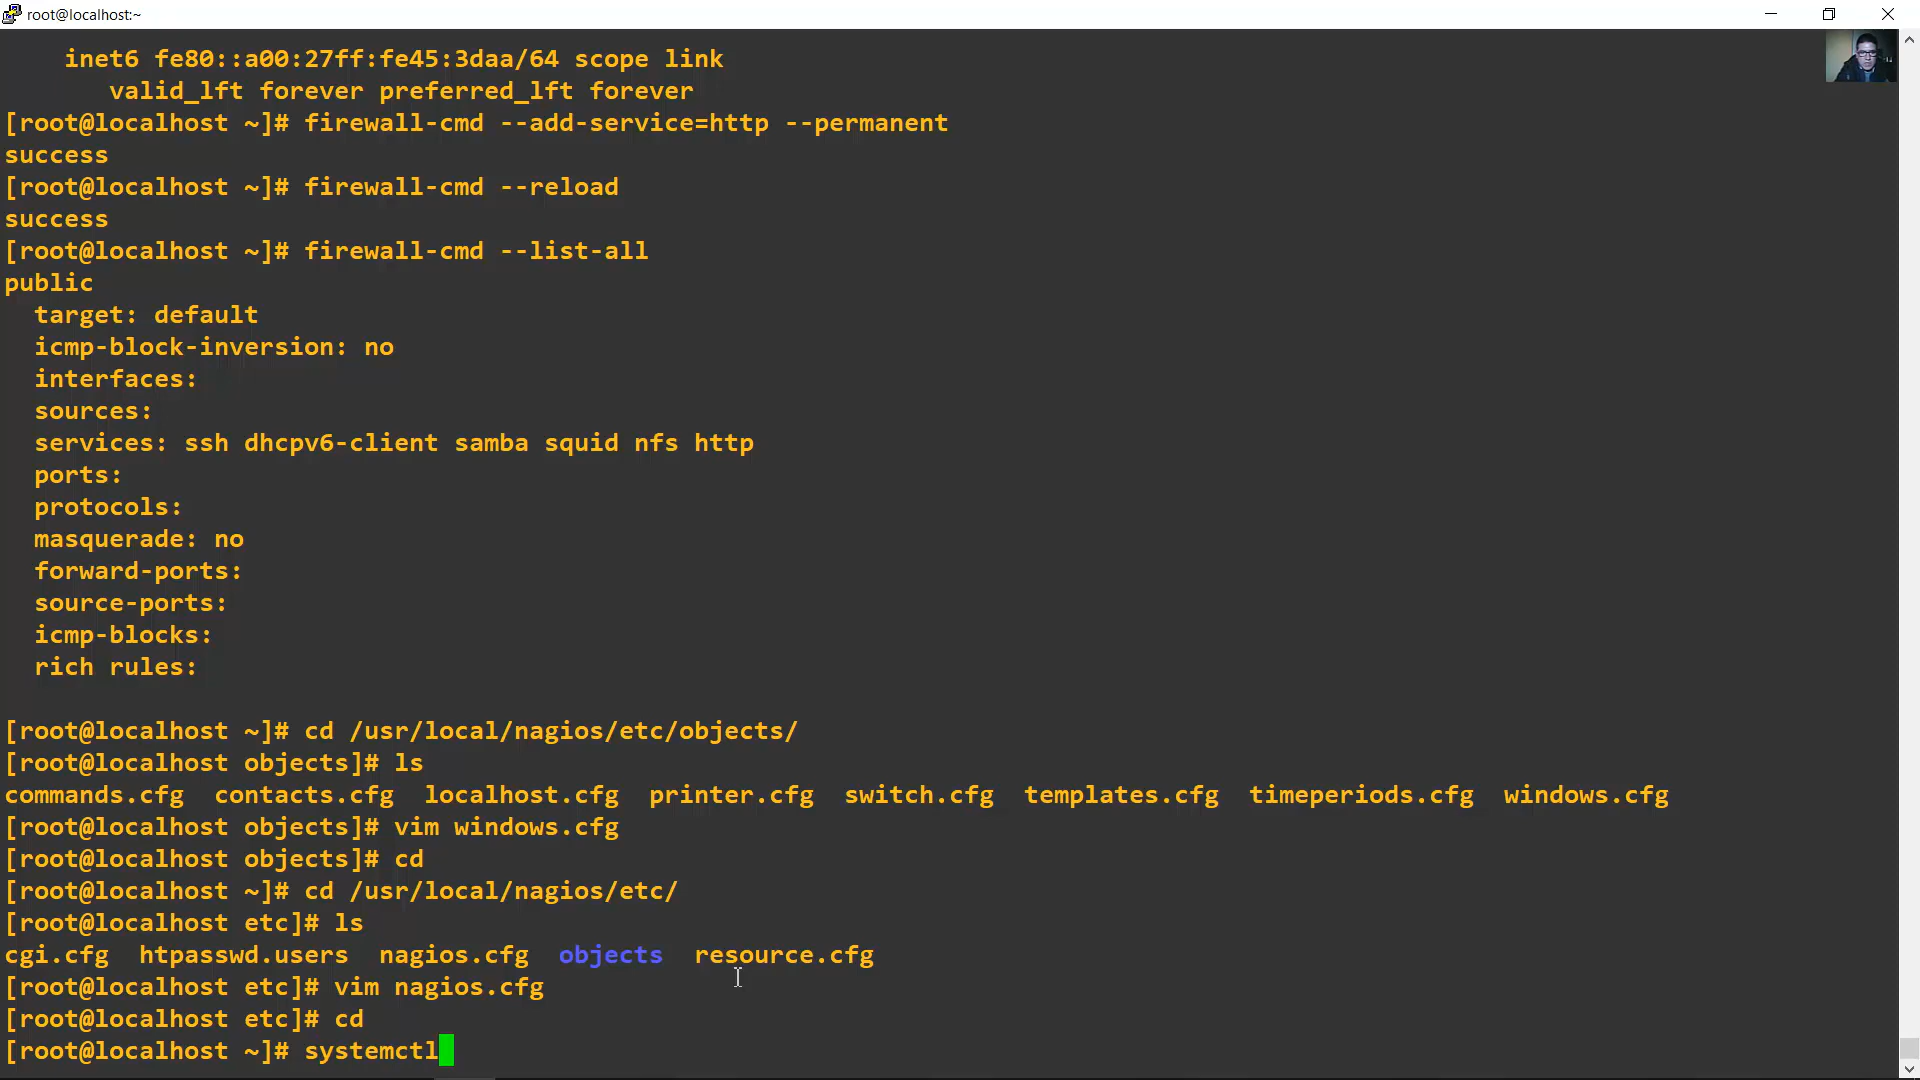 root@localhost:~
inet6 fe80::a00:27ff:fe45:3daa/64 scope link
valid_lft forever preferred_lft forever
[root@localhost ~]# firewall-cmd --add-service=http --permanent
success
[root@localhost ~]# firewall-cmd --reload
success
[root@localhost ~]# firewall-cmd --list-all
public
target: default
icmp-block-inversion: no
interfaces:
sources:
services: ssh dhcpv6-client samba squid nfs http
ports:
protocols:
masquerade: no
forward-ports:
source-ports:
icmp-blocks:
rich rules:
[root@localhost ~]# cd /usr/local/nagios/etc/objects/
[root@localhost objects]# ls
commands.cfg contacts.cfg localhost.cfg printer.cfg switch.cfg templates.cfg timeperiods.cfg windows.cfg
[root@localhost objects]# vim windows.cfg
[root@localhost objects]# cd
[root@localhost ~]# cd /usr/local/nagios/etc/
[root@localhost etc]# ls
cgi.cfg htpasswd.users nagios.cfg objects resource.cfg
[root@localhost etc]# vim nagios.cfg
[root@localhost etc]# cd
[root@localhost ~]# systemctl